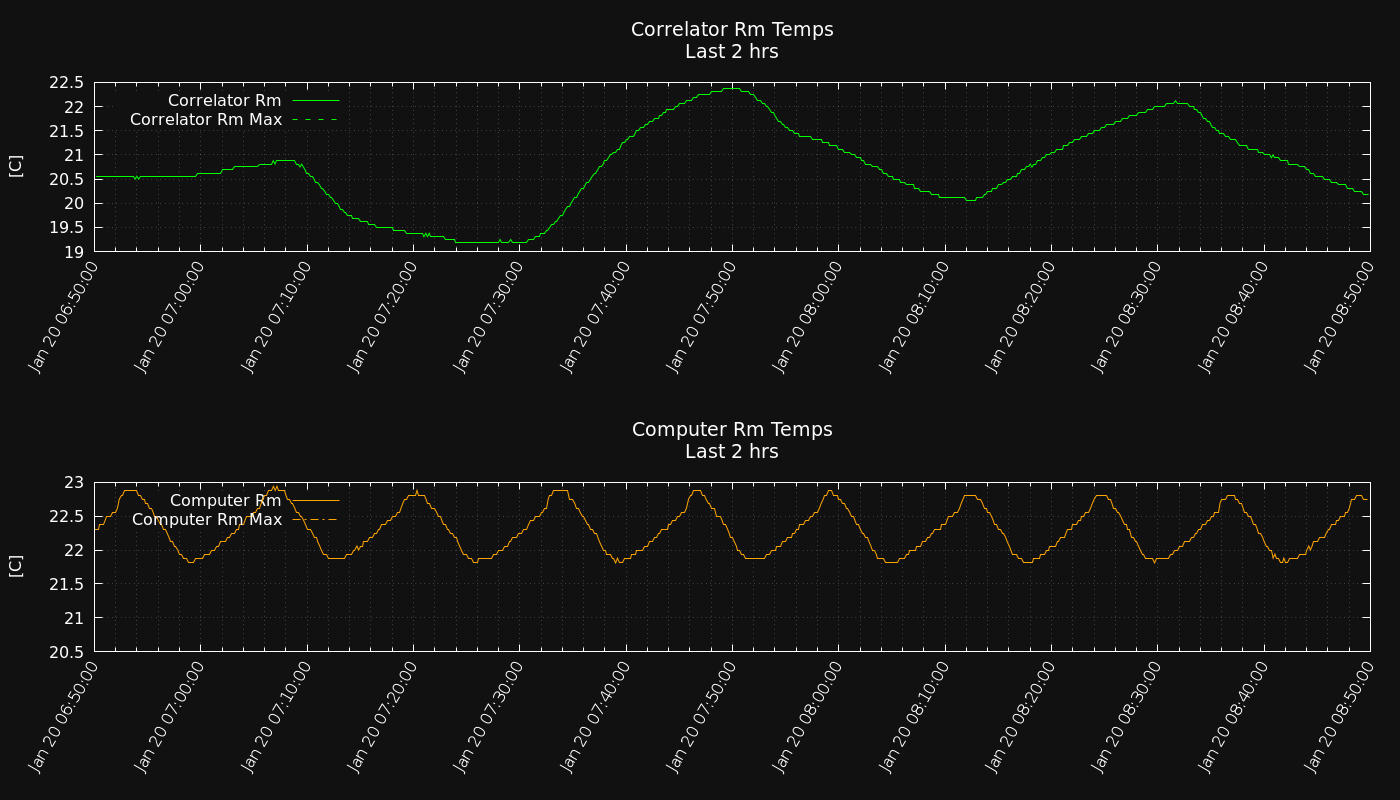 Correlator Rm Temps
Last 2 hrs
Correlator Rm
Correlator Rm Max
[C]
22.5
22
21.5
21
20.5
20
19.5
19
Jan 20 06:50:00
Jan 20 07:00:00
Jan 20 07:10:00
Jan 20 07:20:00
Jan 20 07:30:00
Jan 20 07:40:00
Jan 20 07:50:00
Jan 20 08:00:00
Jan 20 08:10:00
Jan 20 08:20:00
Jan 20 08:30:00
Jan 20 08:40:00
Jan 20 08:50:00
Computer Rm Temps
Last 2 hrs
Computer Rm
Computer Rm Max
[C]
23
22.5
22
21.5
21
20.5
Jan 20 06:50:00
Jan 20 07:00:00
Jan 20 07:10:00
Jan 20 07:20:00
Jan 20 07:30:00
Jan 20 07:40:00
Jan 20 07:50:00
Jan 20 08:00:00
Jan 20 08:10:00
Jan 20 08:20:00
Jan 20 08:30:00
Jan 20 08:40:00
Jan 20 08:50:00